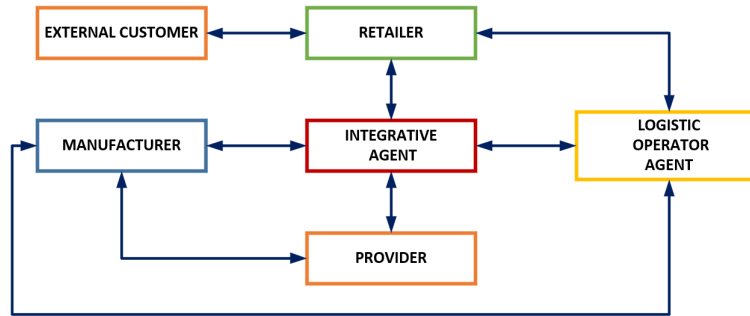 EXTERNAL CUSTOMER
RETAILER
MANUFACTURER
INTEGRATIVE
AGENT
LOGISTIC
OPERATOR
AGENT
PROVIDER